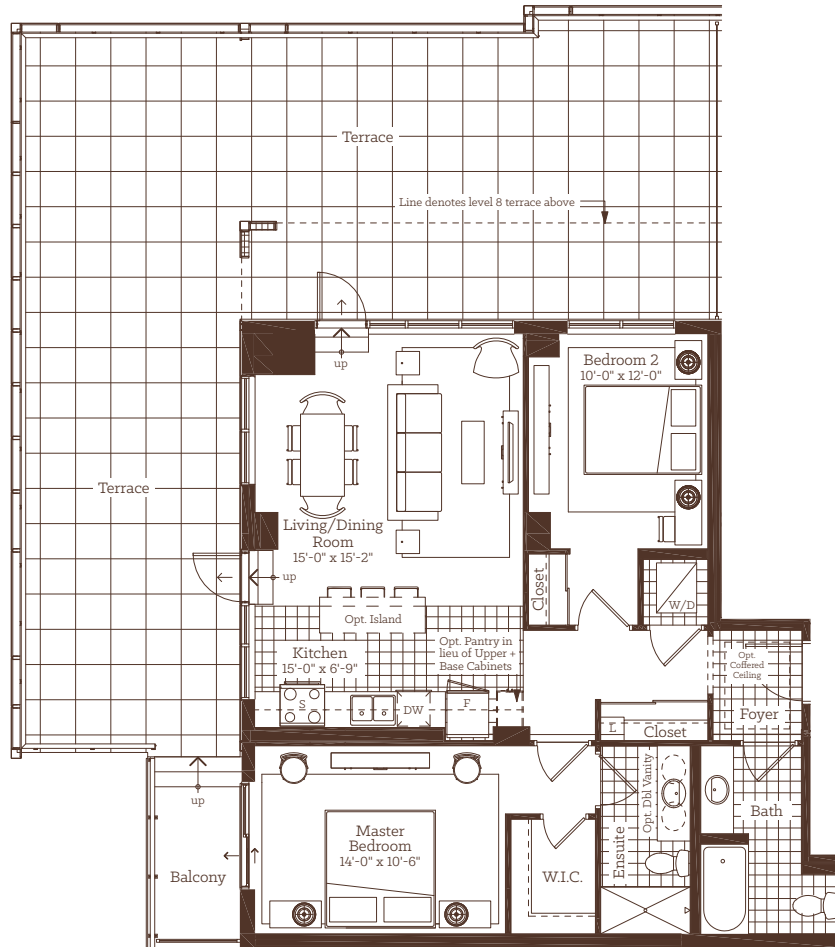 Terrace
Line denotes level 8 terrace above
up
Bedroom 2
10'-0" x 12'-0"
Terrace
Living/Dining
Room
15'-0" x 15'-2"
up
Closet
W/D
Opt. Island
Kitchen
15'-0" x 6'-9"
Opt. Pantry in
lieu of Upper +
Base Cabinets
Opt.
Coffered
Ceiling
S
DW
F
Foyer
L
Closet
up
Opt. Dbl Vanity
Master
Bedroom
14'-0" x 10'-6"
Ensuite
Bath
Balcony
W.I.C.